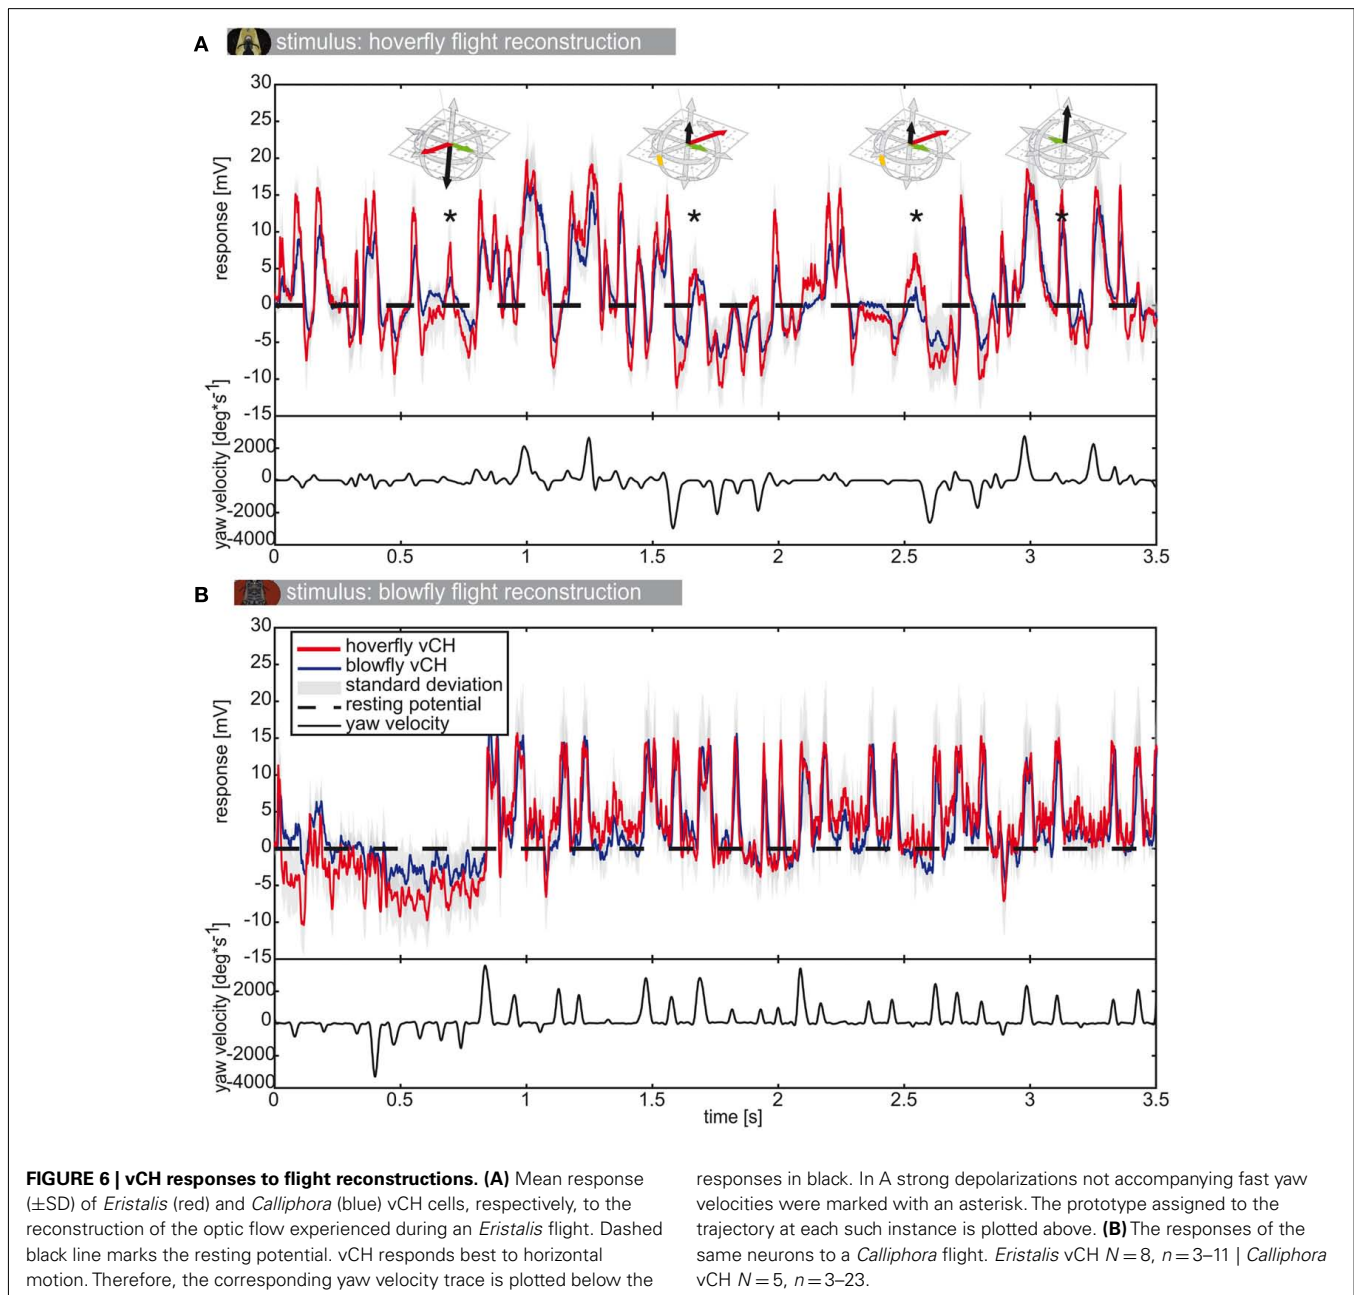 A
stimulus: hoverfly flight reconstruction
30
25
20
15
10
5
0
-5
-10
-15
response [mV]
*
*
*
*
2000
0
-2000
-4000
yaw velocity [deg*s-1]
0 0.5 1 1.5 2 2.5 3 3.5
B
stimulus: blowfly flight reconstruction
30
25
20
15
10
5
0
-5
-10
-15
response [mV]
hoverfly vCH
blowfly vCH
standard deviation
resting potential
yaw velocity
2000
0
-2000
-4000
yaw velocity [deg*s-1]
0 0.5 1 1.5 2 2.5 3 3.5
time [s]
FIGURE 6 | vCH responses to flight reconstructions. (A) Mean response
(±SD) of Eristalis (red) and Calliphora (blue) vCH cells, respectively, to the
reconstruction of the optic flow experienced during an Eristalis flight. Dashed
black line marks the resting potential. vCH responds best to horizontal
motion. Therefore, the corresponding yaw velocity trace is plotted below the
responses in black. In A strong depolarizations not accompanying fast yaw
velocities were marked with an asterisk. The prototype assigned to the
trajectory at each such instance is plotted above. (B) The responses of the
same neurons to a Calliphora flight. Eristalis vCH N = 8, n = 3–11 | Calliphora
vCH N = 5, n = 3–23.